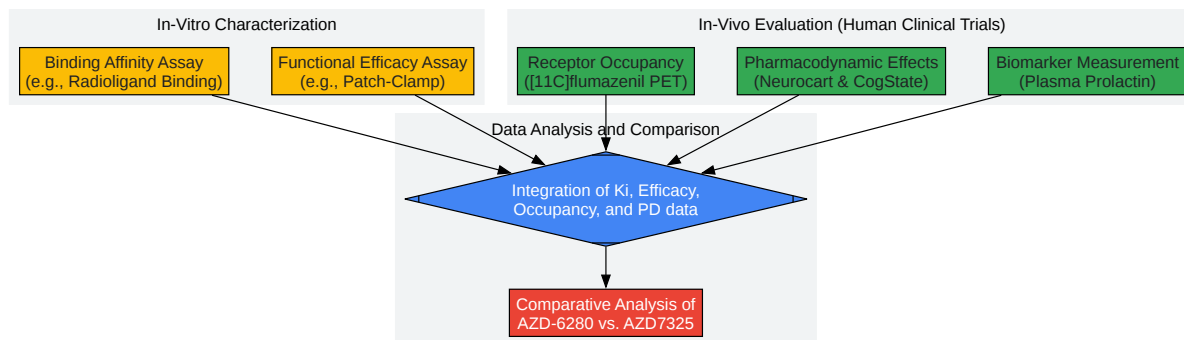 In-Vitro Characterization
Binding Affinity Assay
(e.g., Radioligand Binding)
Functional Efficacy Assay
(e.g., Patch-Clamp)
In-Vivo Evaluation (Human Clinical Trials)
Receptor Occupancy
([11C]flumazenil PET)
Pharmacodynamic Effects
(Neurocart & CogState)
Biomarker Measurement
(Plasma Prolactin)
Data Analysis and Comparison
Integration of Ki, Efficacy,
Occupancy, and PD data
Comparative Analysis of
AZD-6280 vs. AZD7325